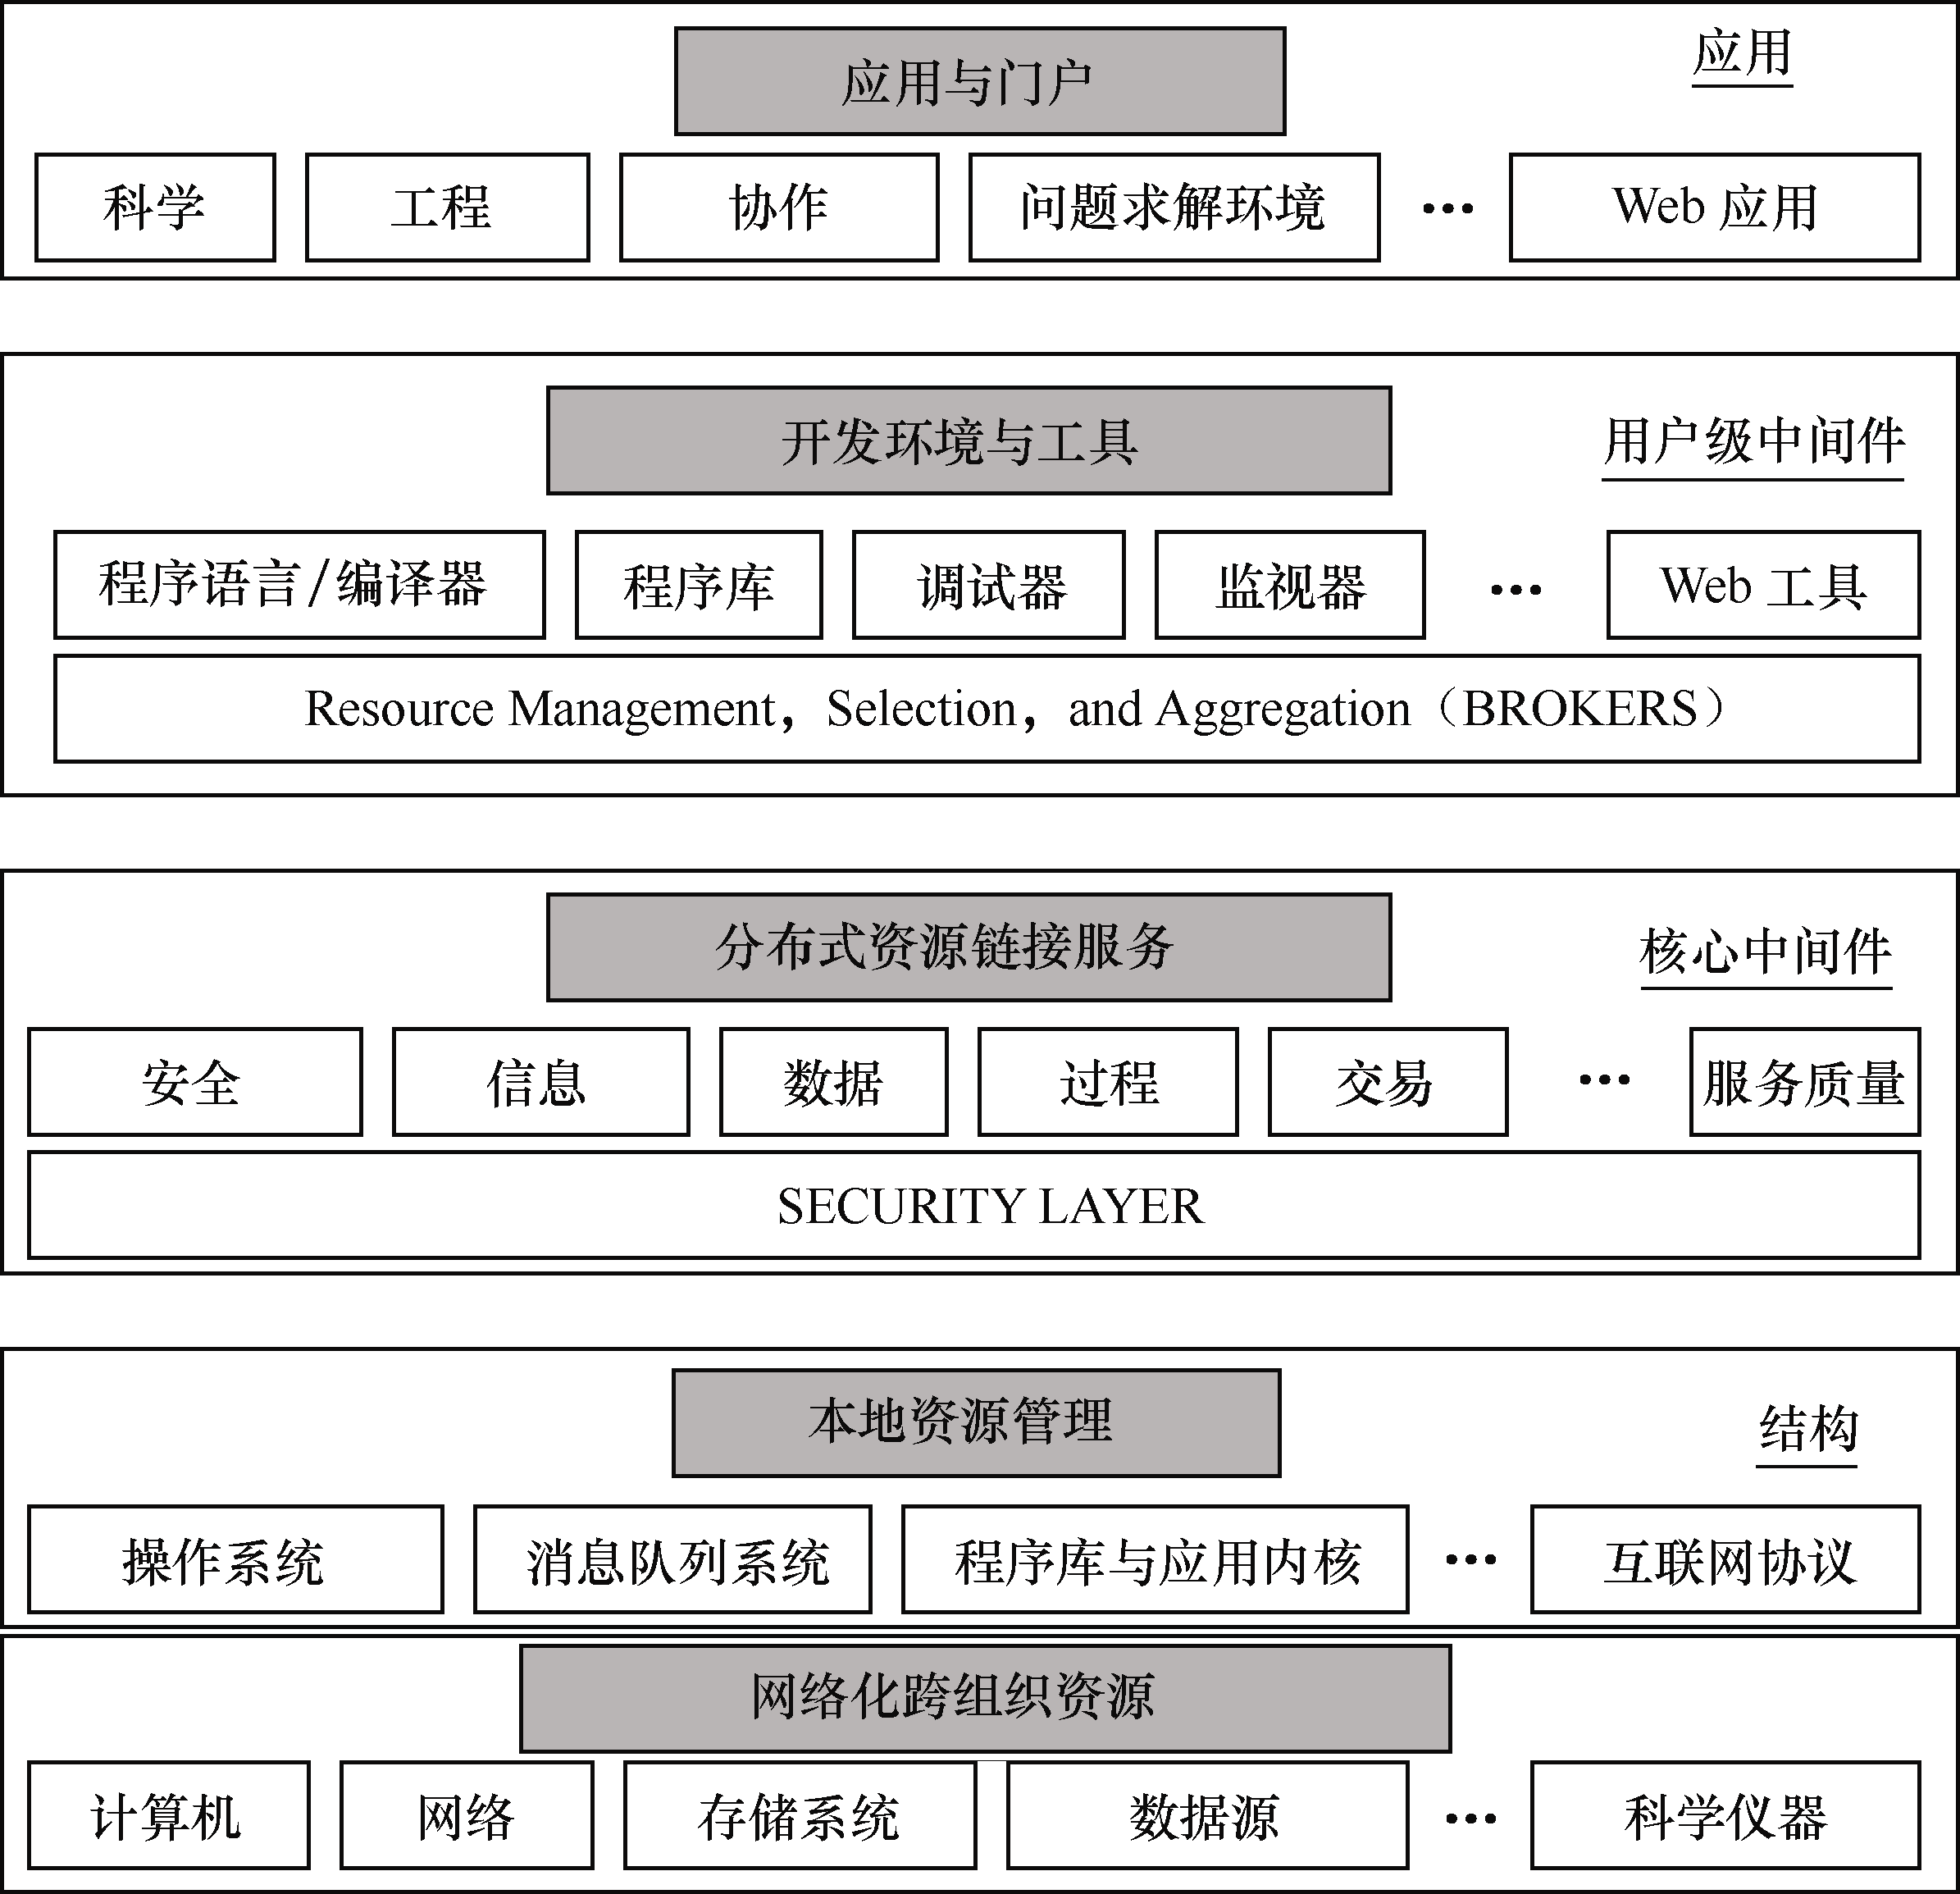 应用与门户
应用
科学 工程 协作 问题求解环境 ••• Web 应用
开发环境与工具
用户级中间件
程序语言/编译器 程序库 调试器 监视器 ••• Web 工具
Resource Management, Selection, and Aggregation（BROKERS）
分布式资源链接服务
核心中间件
安全 信息 数据 过程 交易 ••• 服务质量
SECURITY LAYER
本地资源管理
结构
操作系统 消息队列系统 程序库与应用内核 ••• 互联网协议
网络化跨组织资源
计算机 网络 存储系统 数据源 ••• 科学仪器